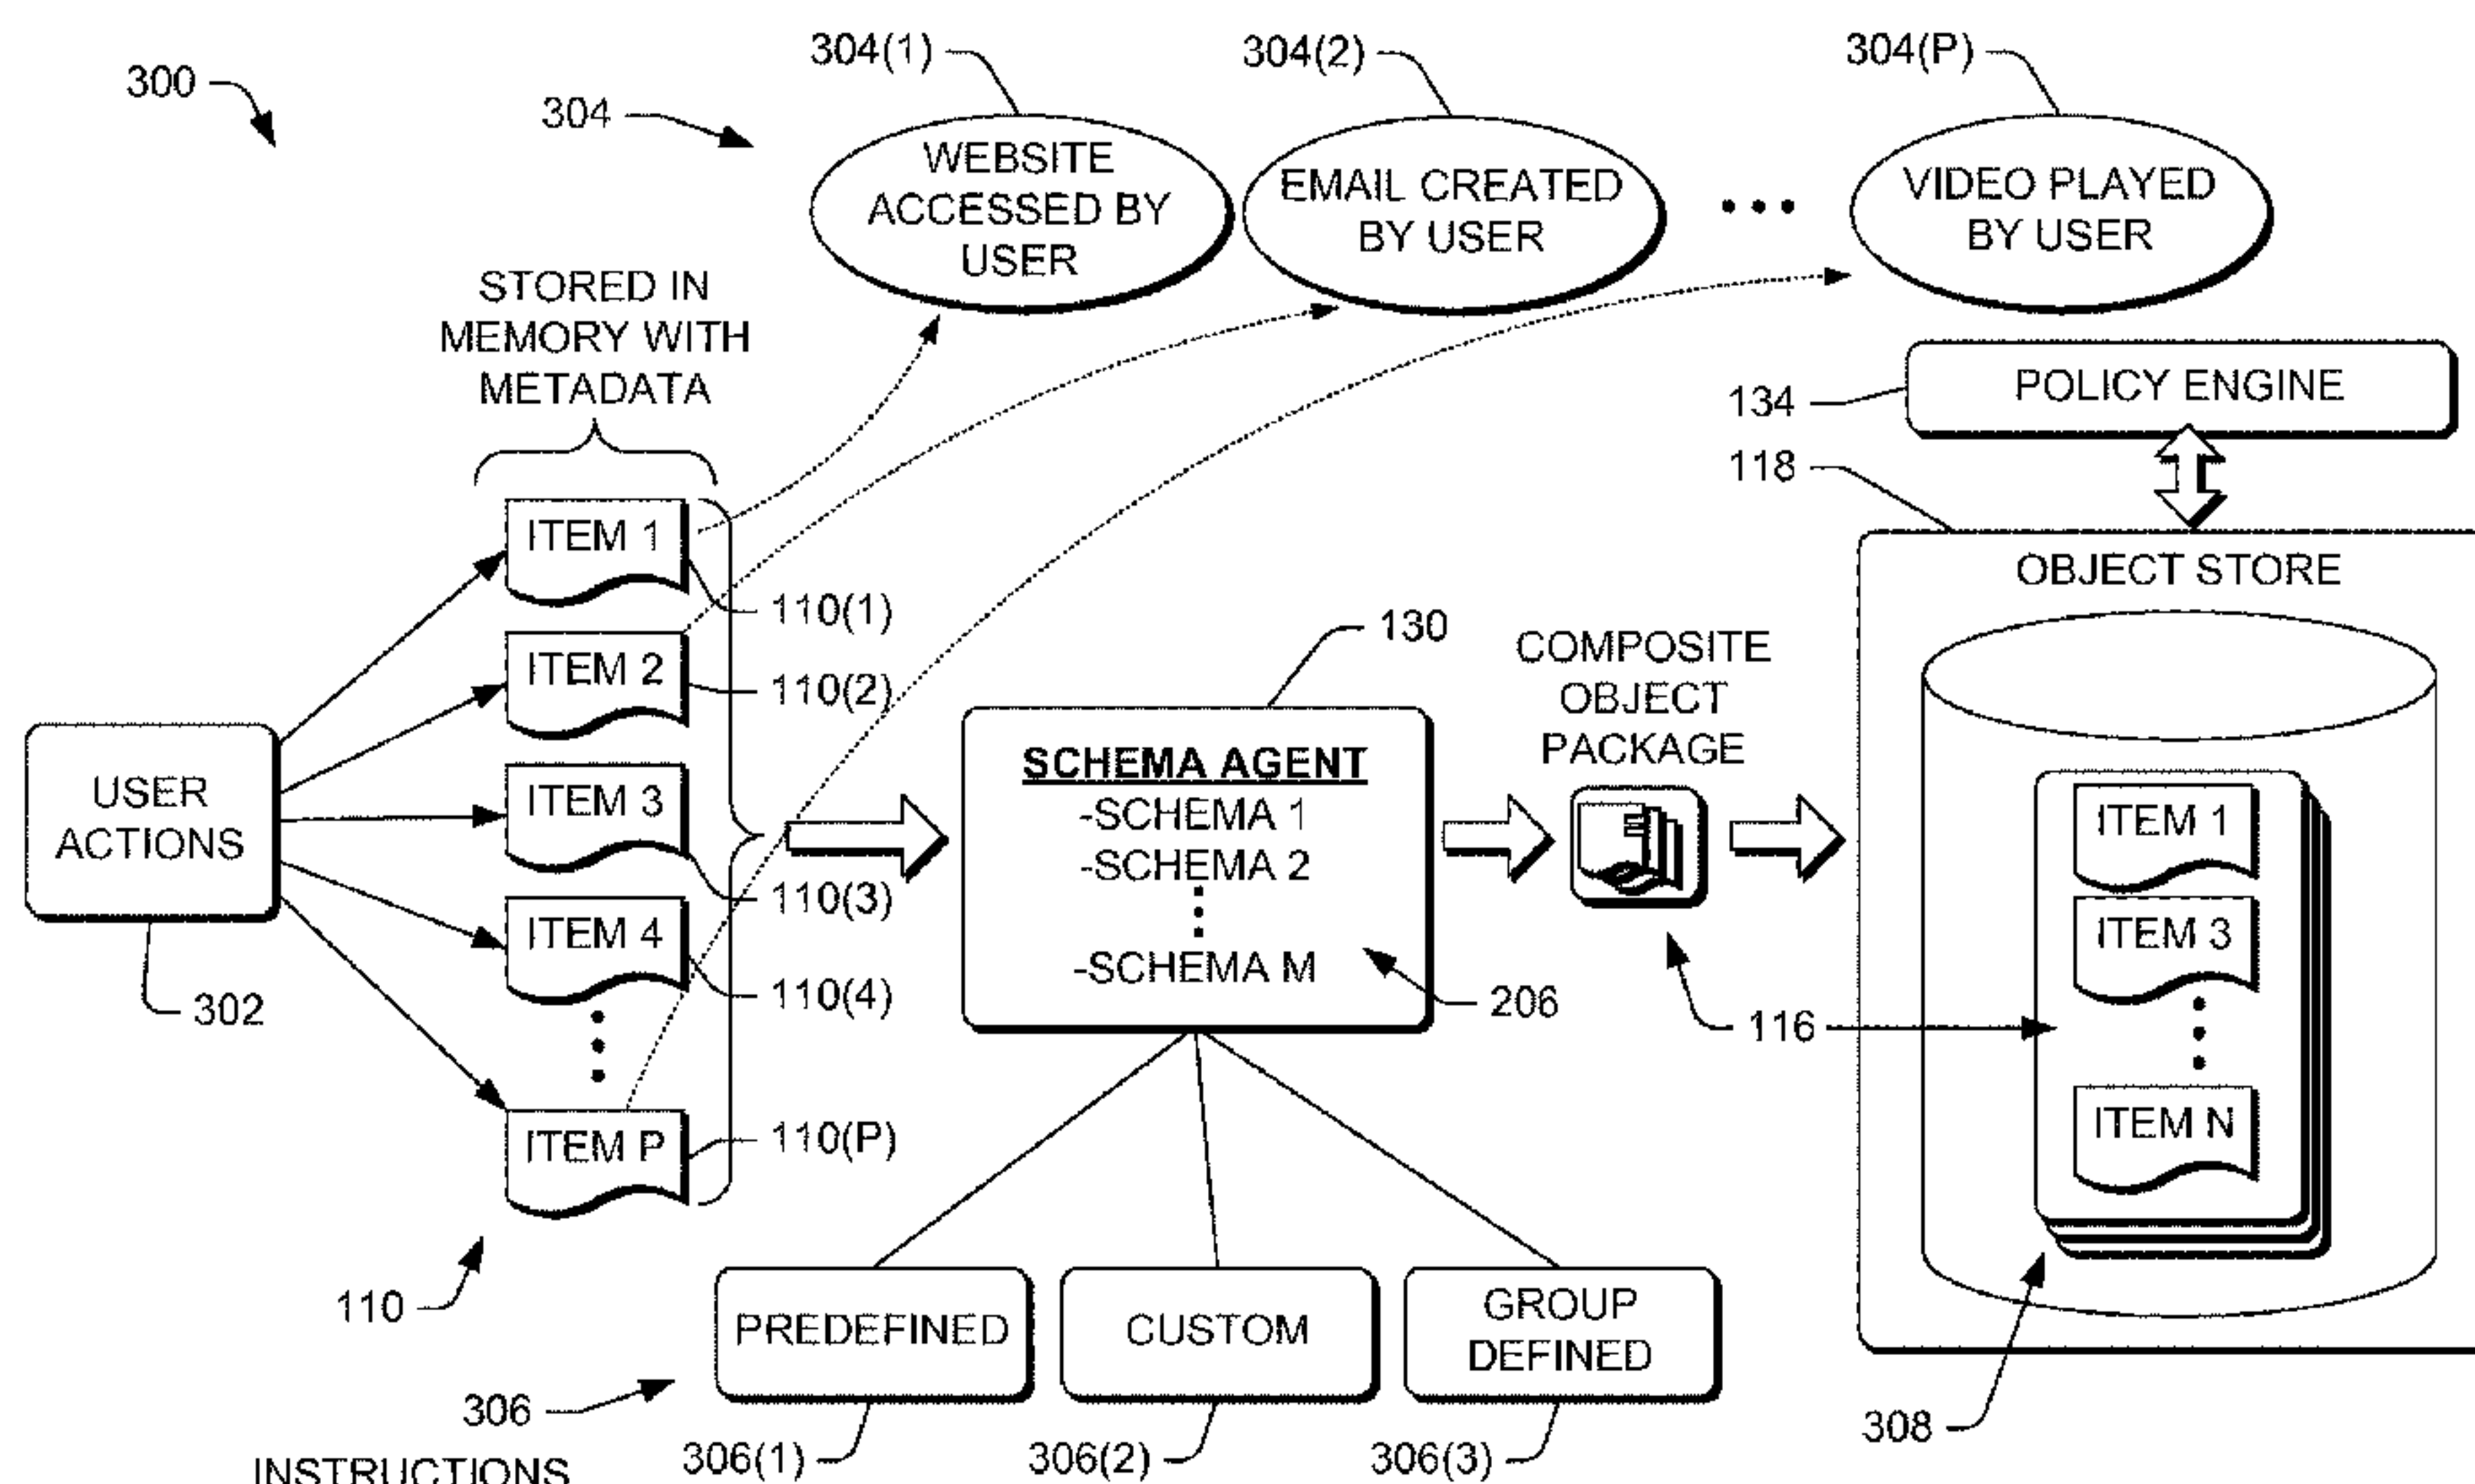 300
304
304(1)
304(2)
304(P)
WEBSITE
ACCESSED BY
USER
EMAIL CREATED
BY USER
VIDEO PLAYED
BY USER
STORED IN
MEMORY WITH
METADATA
134
POLICY ENGINE
118
OBJECT STORE
ITEM 1
110(1)
ITEM 2
110(2)
ITEM 3
110(3)
ITEM 4
110(4)
ITEM P
110(P)
110
USER
ACTIONS
302
130
SCHEMA AGENT
-SCHEMA 1
-SCHEMA 2
-SCHEMA M
206
COMPOSITE
OBJECT
PACKAGE
116
ITEM 1
ITEM 3
ITEM N
308
PREDEFINED
CUSTOM
GROUP
DEFINED
306
306(1)
306(2)
306(3)
INSTRUCTIONS